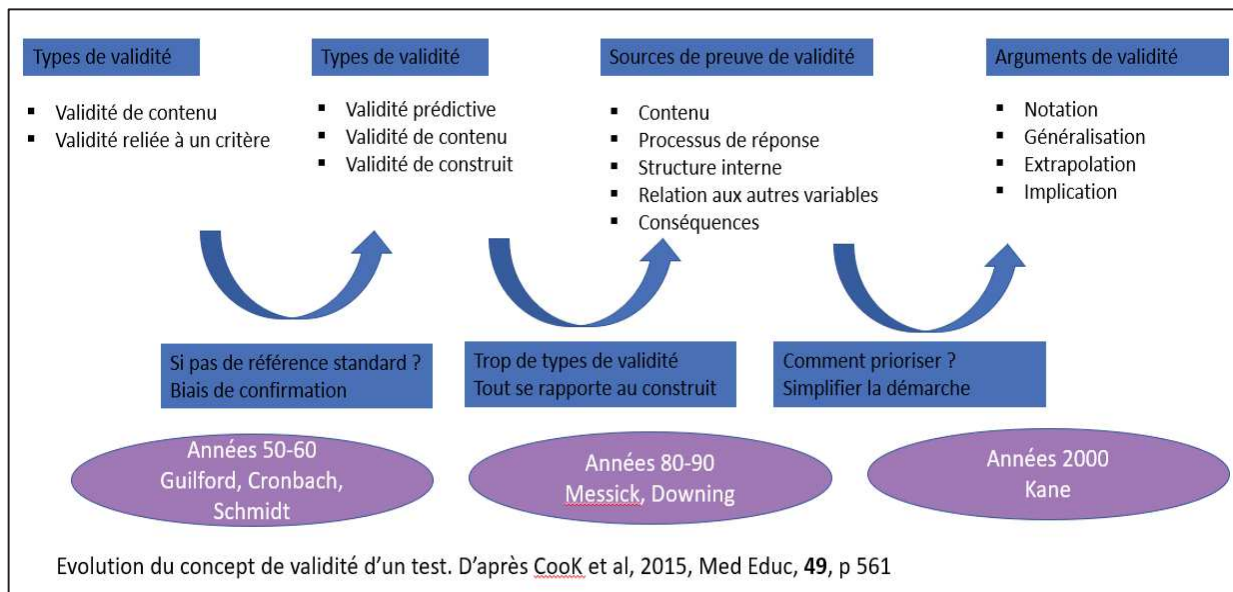 Types de validité
▪ Validité de contenu
▪ Validité reliée à un critère
Types de validité
▪ Validité prédictive
▪ Validité de contenu
▪ Validité de construit
Sources de preuve de validité
▪ Contenu
▪ Processus de réponse
▪ Structure interne
▪ Relation aux autres variables
▪ Conséquences
Arguments de validité
▪ Notation
▪ Généralisation
▪ Extrapolation
▪ Implication
Si pas de référence standard ?
Biais de confirmation
Trop de types de validité
Tout se rapporte au construit
Comment prioriser ?
Simplifier la démarche
Années 50-60
Guilford, Cronbach,
Schmidt
Années 80-90
Messick, Downing
Années 2000
Kane
Evolution du concept de validité d’un test. D’après CooK et al, 2015, Med Educ, 49, p 561